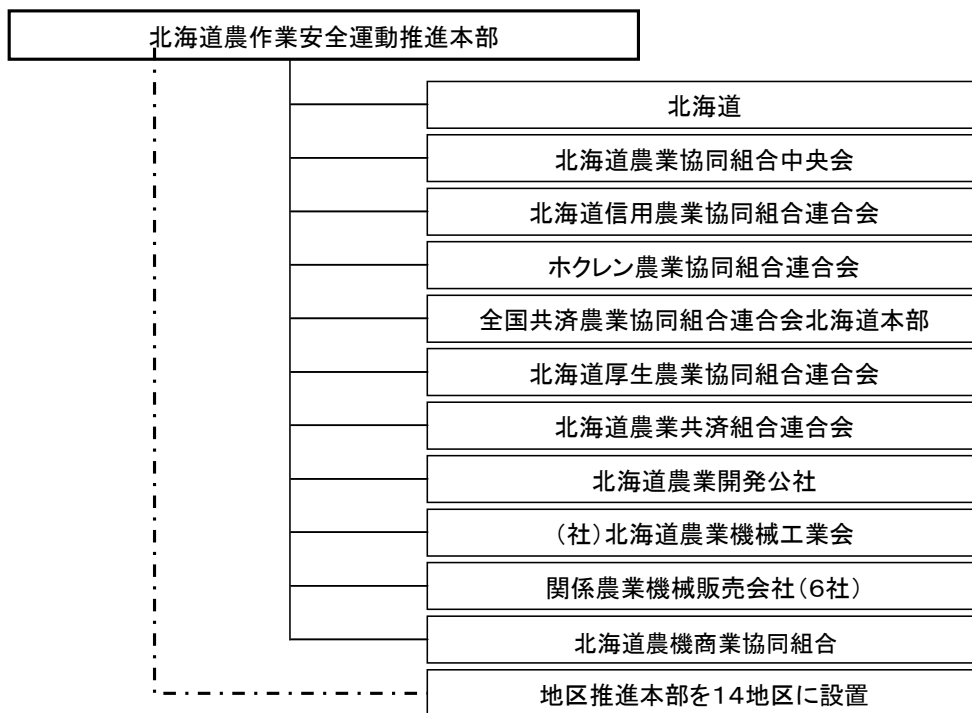 北海道農作業安全運動推進本部
北海道
北海道農業協同組合中央会
北海道信用農業協同組合連合会
ホクレン農業協同組合連合会
全国共済農業協同組合連合会北海道本部
北海道厚生農業協同組合連合会
北海道農業共済組合連合会
北海道農業開発公社
(社)北海道農業機械工業会
関係農業機械販売会社(6社)
北海道農機商業協同組合
地区推進本部を14地区に設置